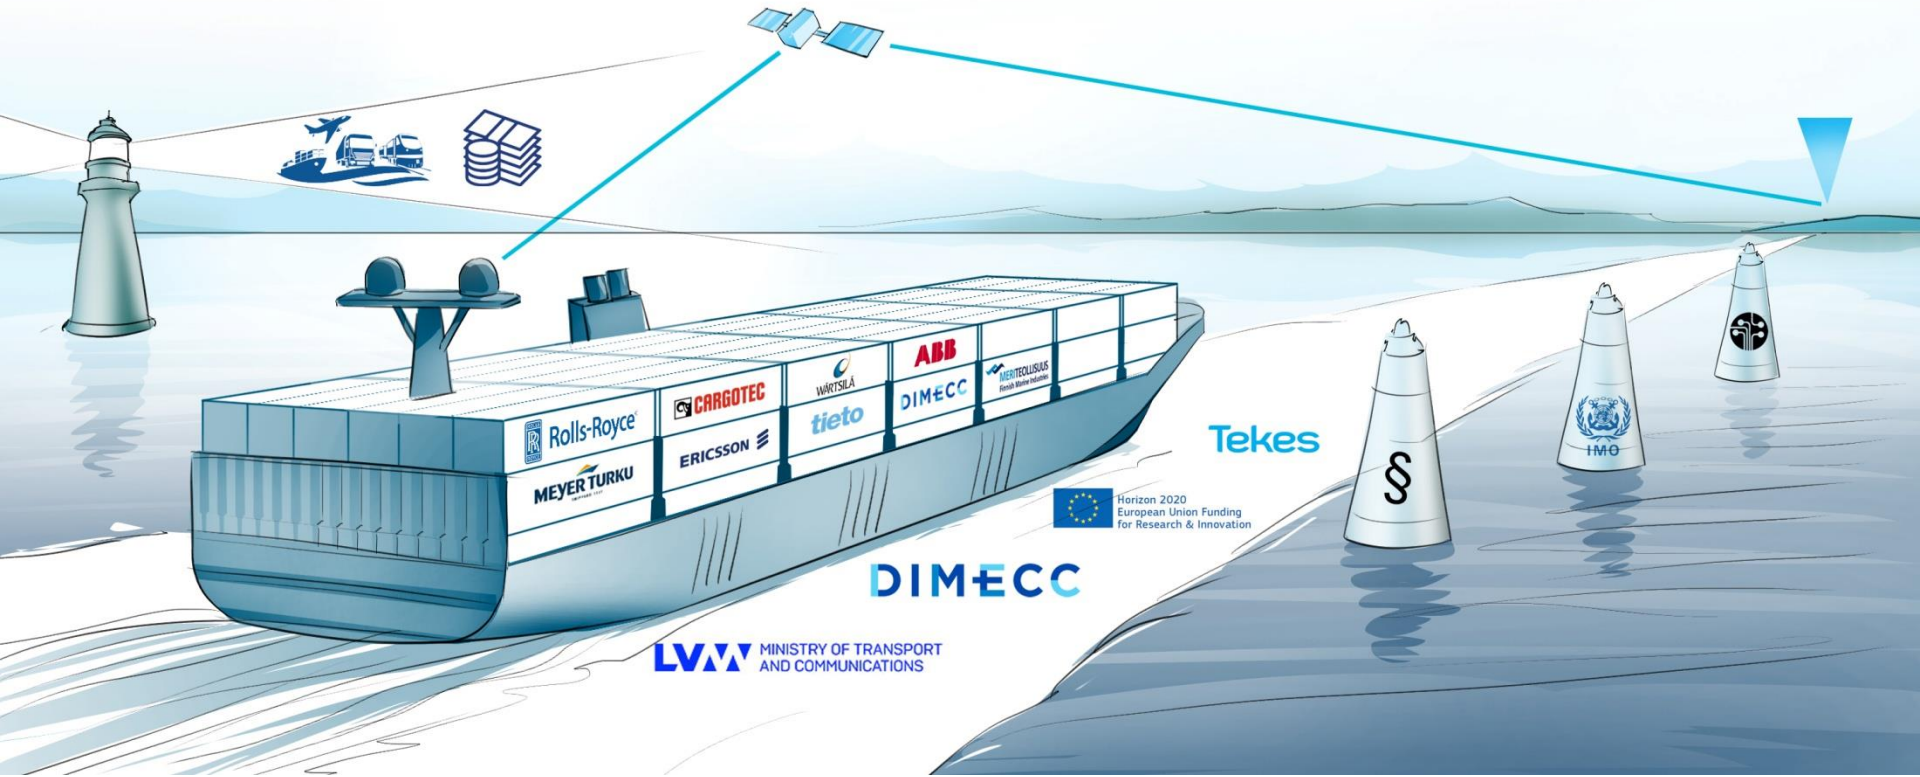 Rolls-Royce
MEYER TURKU
CARGOTEC
ERICSSON
WÄRTSILÄ
tieto
ABB
DIMECC
MERITEOLLISUUS
Finnish Marine Industries
Tekes
Horizon 2020
European Union Funding
for Research & Innovation
DIMECC
LVM
MINISTRY OF TRANSPORT
AND COMMUNICATIONS
§
IMO